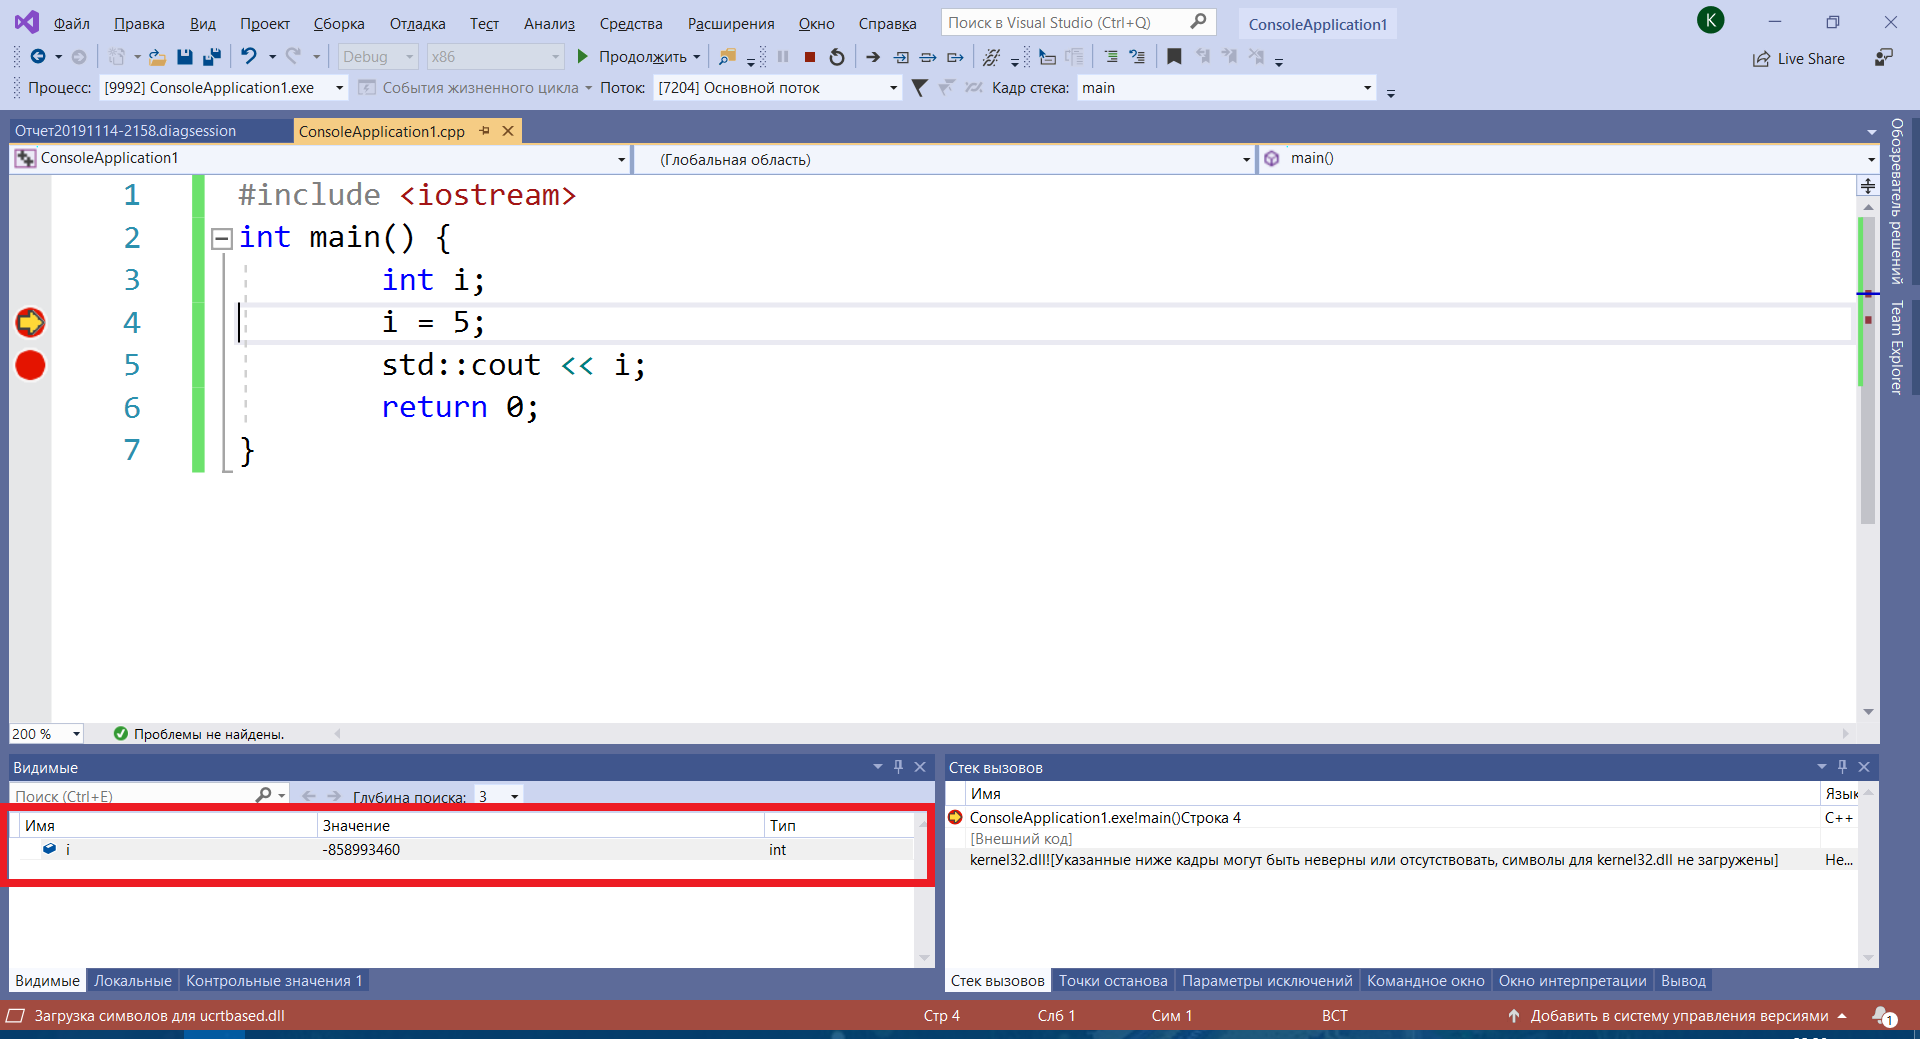 Файл Правка Вид Проект Сборка Отладка Тест Анализ Средства Расширения Окно Справка Поиск в Visual Studio (Ctrl+Q) ConsoleApplication1 K
Debug x86 Продолжить Live Share
Процесс: [9992] ConsoleApplication1.exe События жизненного цикла Поток: [7204] Основной поток Кадр стека: main
Отчет20191114-2158.diagsession ConsoleApplication1.cpp
ConsoleApplication1 (Глобальная область) main()
1 #include <iostream>
2 int main() {
3 int i;
4 i = 5;
5 std::cout << i;
6 return 0;
7 }
Обозреватель решений
Team Explorer
200 % Проблемы не найдены.
Видимые
Поиск (Ctrl+E) Глубина поиска: 3
Имя Значение Тип
i -858993460 int
Видимые Локальные Контрольные значения 1
Стек вызовов
Имя Язык
ConsoleApplication1.exe!main()Строка 4 C++
[Внешний код]
kernel32.dll![Указанные ниже кадры могут быть неверны или отсутствовать, символы для kernel32.dll не загружены] Не...
Стек вызовов Точки останова Параметры исключений Командное окно Окно интерпретации Вывод
Загрузка символов для ucrtbased.dll Стр 4 Слб 1 Сим 1 ВСТ Добавить в систему управления версиями 1